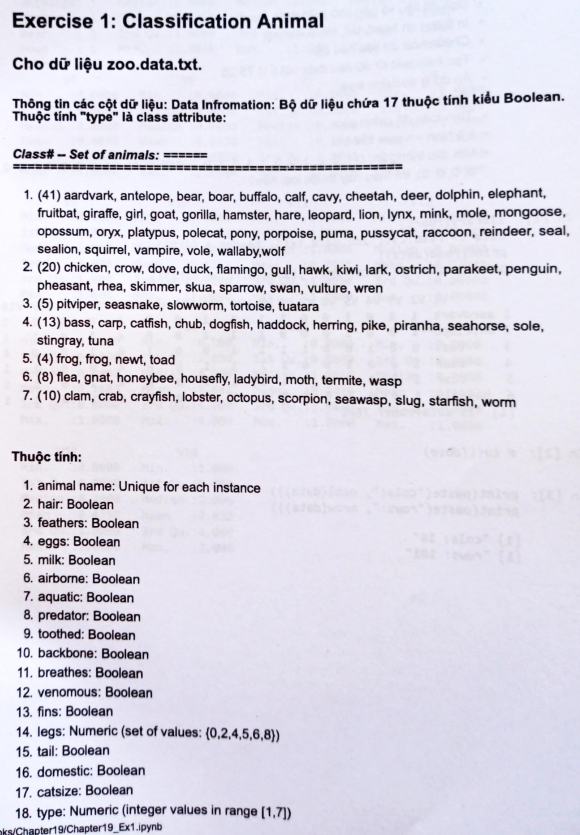 Exercise 1: Classification Animal
Cho dữ liệu zoo.data.txt.
Thông tin các cột dữ liệu: Data Infromation: Bộ dữ liệu chứa 17 thuộc tính kiểu Boolean.
Thuộc tính "type" là class attribute:
Class# -- Set of animals: ======
====================================================
1. (41) aardvark, antelope, bear, boar, buffalo, calf, cavy, cheetah, deer, dolphin, elephant,
fruitbat, giraffe, girl, goat, gorilla, hamster, hare, leopard, lion, lynx, mink, mole, mongoose,
opossum, oryx, platypus, polecat, pony, porpoise, puma, pussycat, raccoon, reindeer, seal,
sealion, squirrel, vampire, vole, wallaby,wolf
2. (20) chicken, crow, dove, duck, flamingo, gull, hawk, kiwi, lark, ostrich, parakeet, penguin,
pheasant, rhea, skimmer, skua, sparrow, swan, vulture, wren
3. (5) pitviper, seasnake, slowworm, tortoise, tuatara
4. (13) bass, carp, catfish, chub, dogfish, haddock, herring, pike, piranha, seahorse, sole,
stingray, tuna
5. (4) frog, frog, newt, toad
6. (8) flea, gnat, honeybee, housefly, ladybird, moth, termite, wasp
7. (10) clam, crab, crayfish, lobster, octopus, scorpion, seawasp, slug, starfish, worm
Thuộc tính:
1. animal name: Unique for each instance
2. hair: Boolean
3. feathers: Boolean
4. eggs: Boolean
5. milk: Boolean
6. airborne: Boolean
7. aquatic: Boolean
8. predator: Boolean
9. toothed: Boolean
10. backbone: Boolean
11. breathes: Boolean
12. venomous: Boolean
13. fins: Boolean
14. legs: Numeric (set of values: {0,2,4,5,6,8})
15. tail: Boolean
16. domestic: Boolean
17. catsize: Boolean
18. type: Numeric (integer values in range [1,7])
oks/Chapter19/Chapter19_Ex1.ipynb